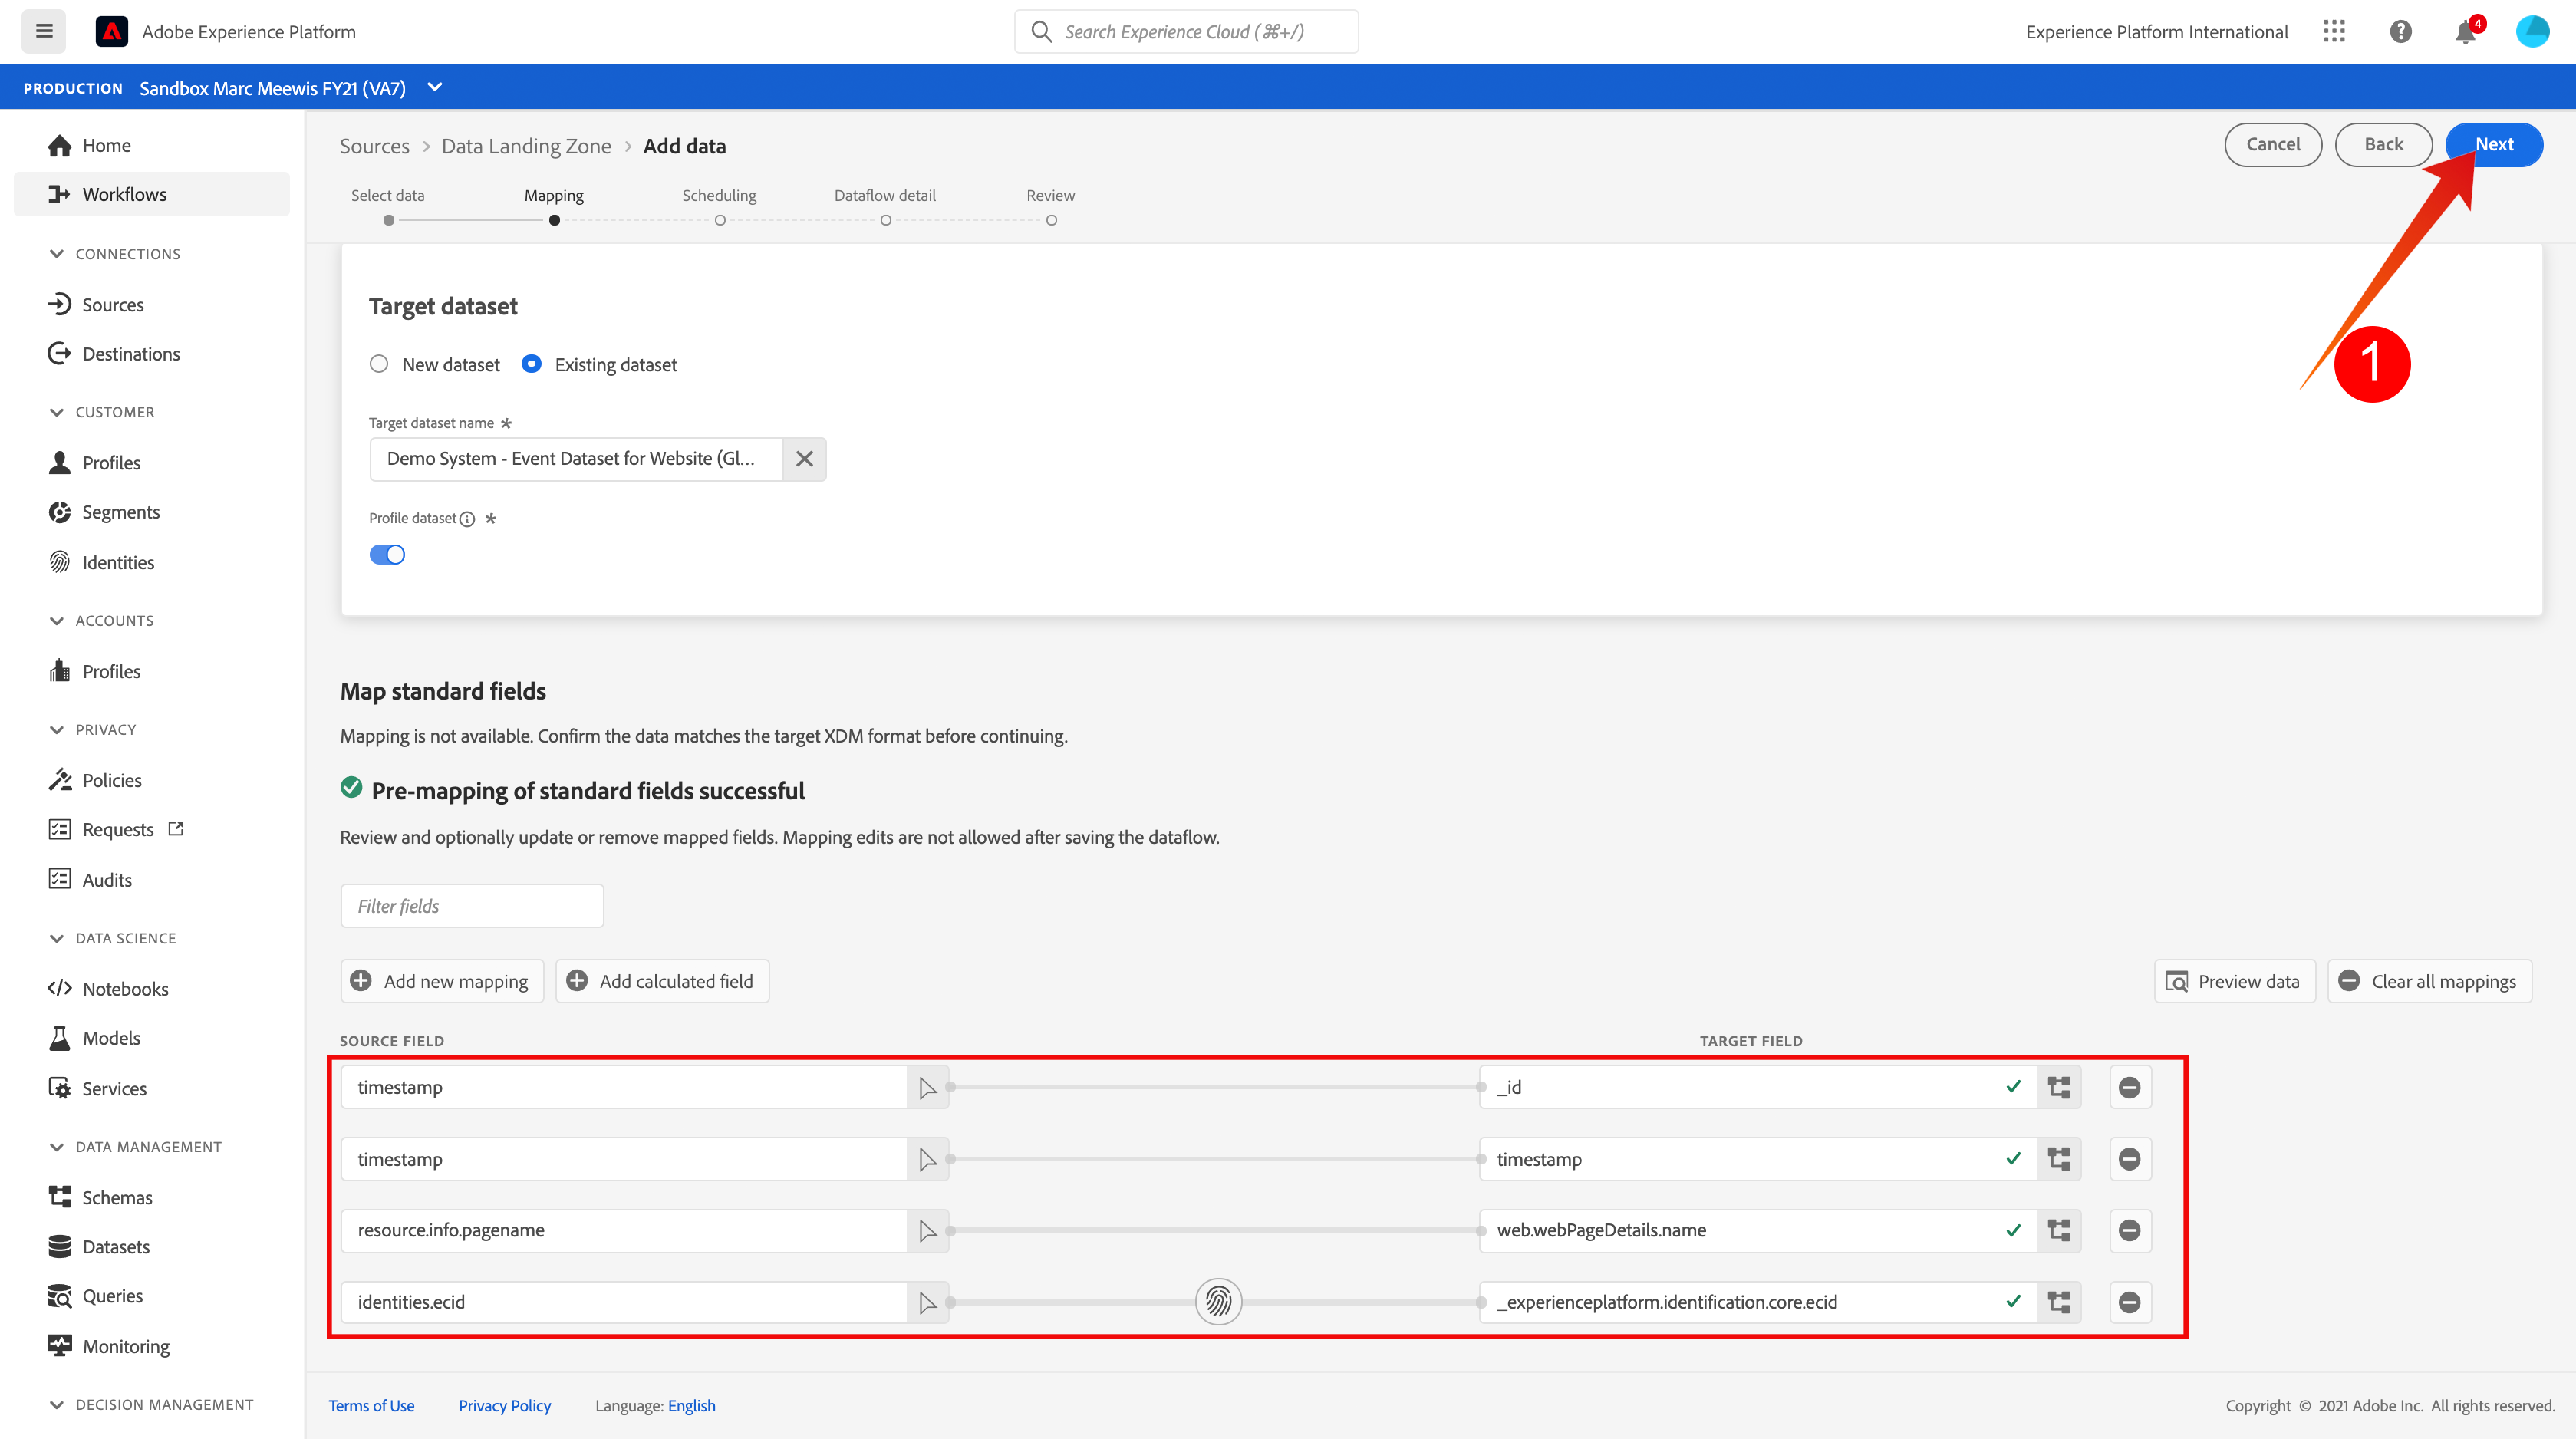 Adobe Experience Platform
Search Experience Cloud (⌘+/)
Experience Platform International
4
PRODUCTION Sandbox Marc Meewis FY21 (VA7)
Home
Workflows
CONNECTIONS
Sources
Destinations
CUSTOMER
Profiles
Segments
Identities
ACCOUNTS
Profiles
PRIVACY
Policies
Requests
Audits
DATA SCIENCE
Notebooks
Models
Services
DATA MANAGEMENT
Schemas
Datasets
Queries
Monitoring
DECISION MANAGEMENT
Sources > Data Landing Zone > Add data
Cancel Back Next
Select data Mapping Scheduling Dataflow detail Review
1
Target dataset
New dataset Existing dataset
Target dataset name *
Demo System - Event Dataset for Website (Gl...
Profile dataset *
Map standard fields
Mapping is not available. Confirm the data matches the target XDM format before continuing.
Pre-mapping of standard fields successful
Review and optionally update or remove mapped fields. Mapping edits are not allowed after saving the dataflow.
Filter fields
Add new mapping Add calculated field Preview data Clear all mappings
SOURCE FIELD TARGET FIELD
timestamp _id
timestamp timestamp
resource.info.pagename web.webPageDetails.name
identities.ecid _experienceplatform.identification.core.ecid
Terms of Use Privacy Policy Language: English Copyright © 2021 Adobe Inc. All rights reserved.